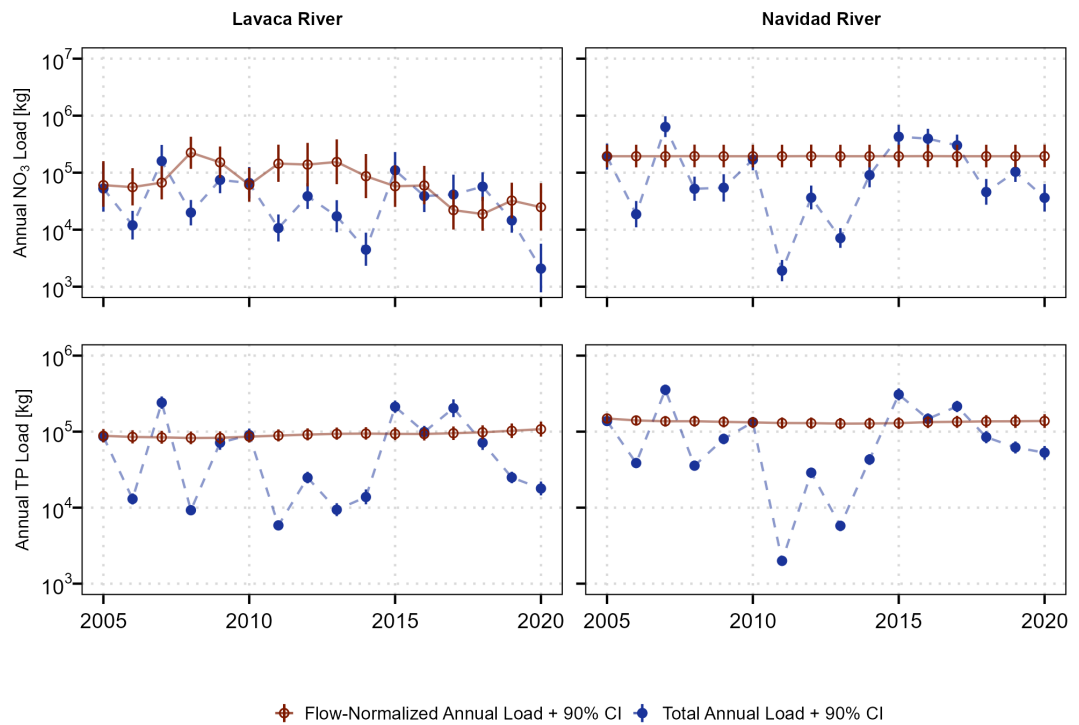 Lavaca River Navidad River
Annual NO3 Load [kg]
10^7
10^6
10^5
10^4
10^3
Annual TP Load [kg]
10^6
10^5
10^4
10^3
2005 2010 2015 2020 2005 2010 2015 2020
Flow-Normalized Annual Load + 90% CI Total Annual Load + 90% CI